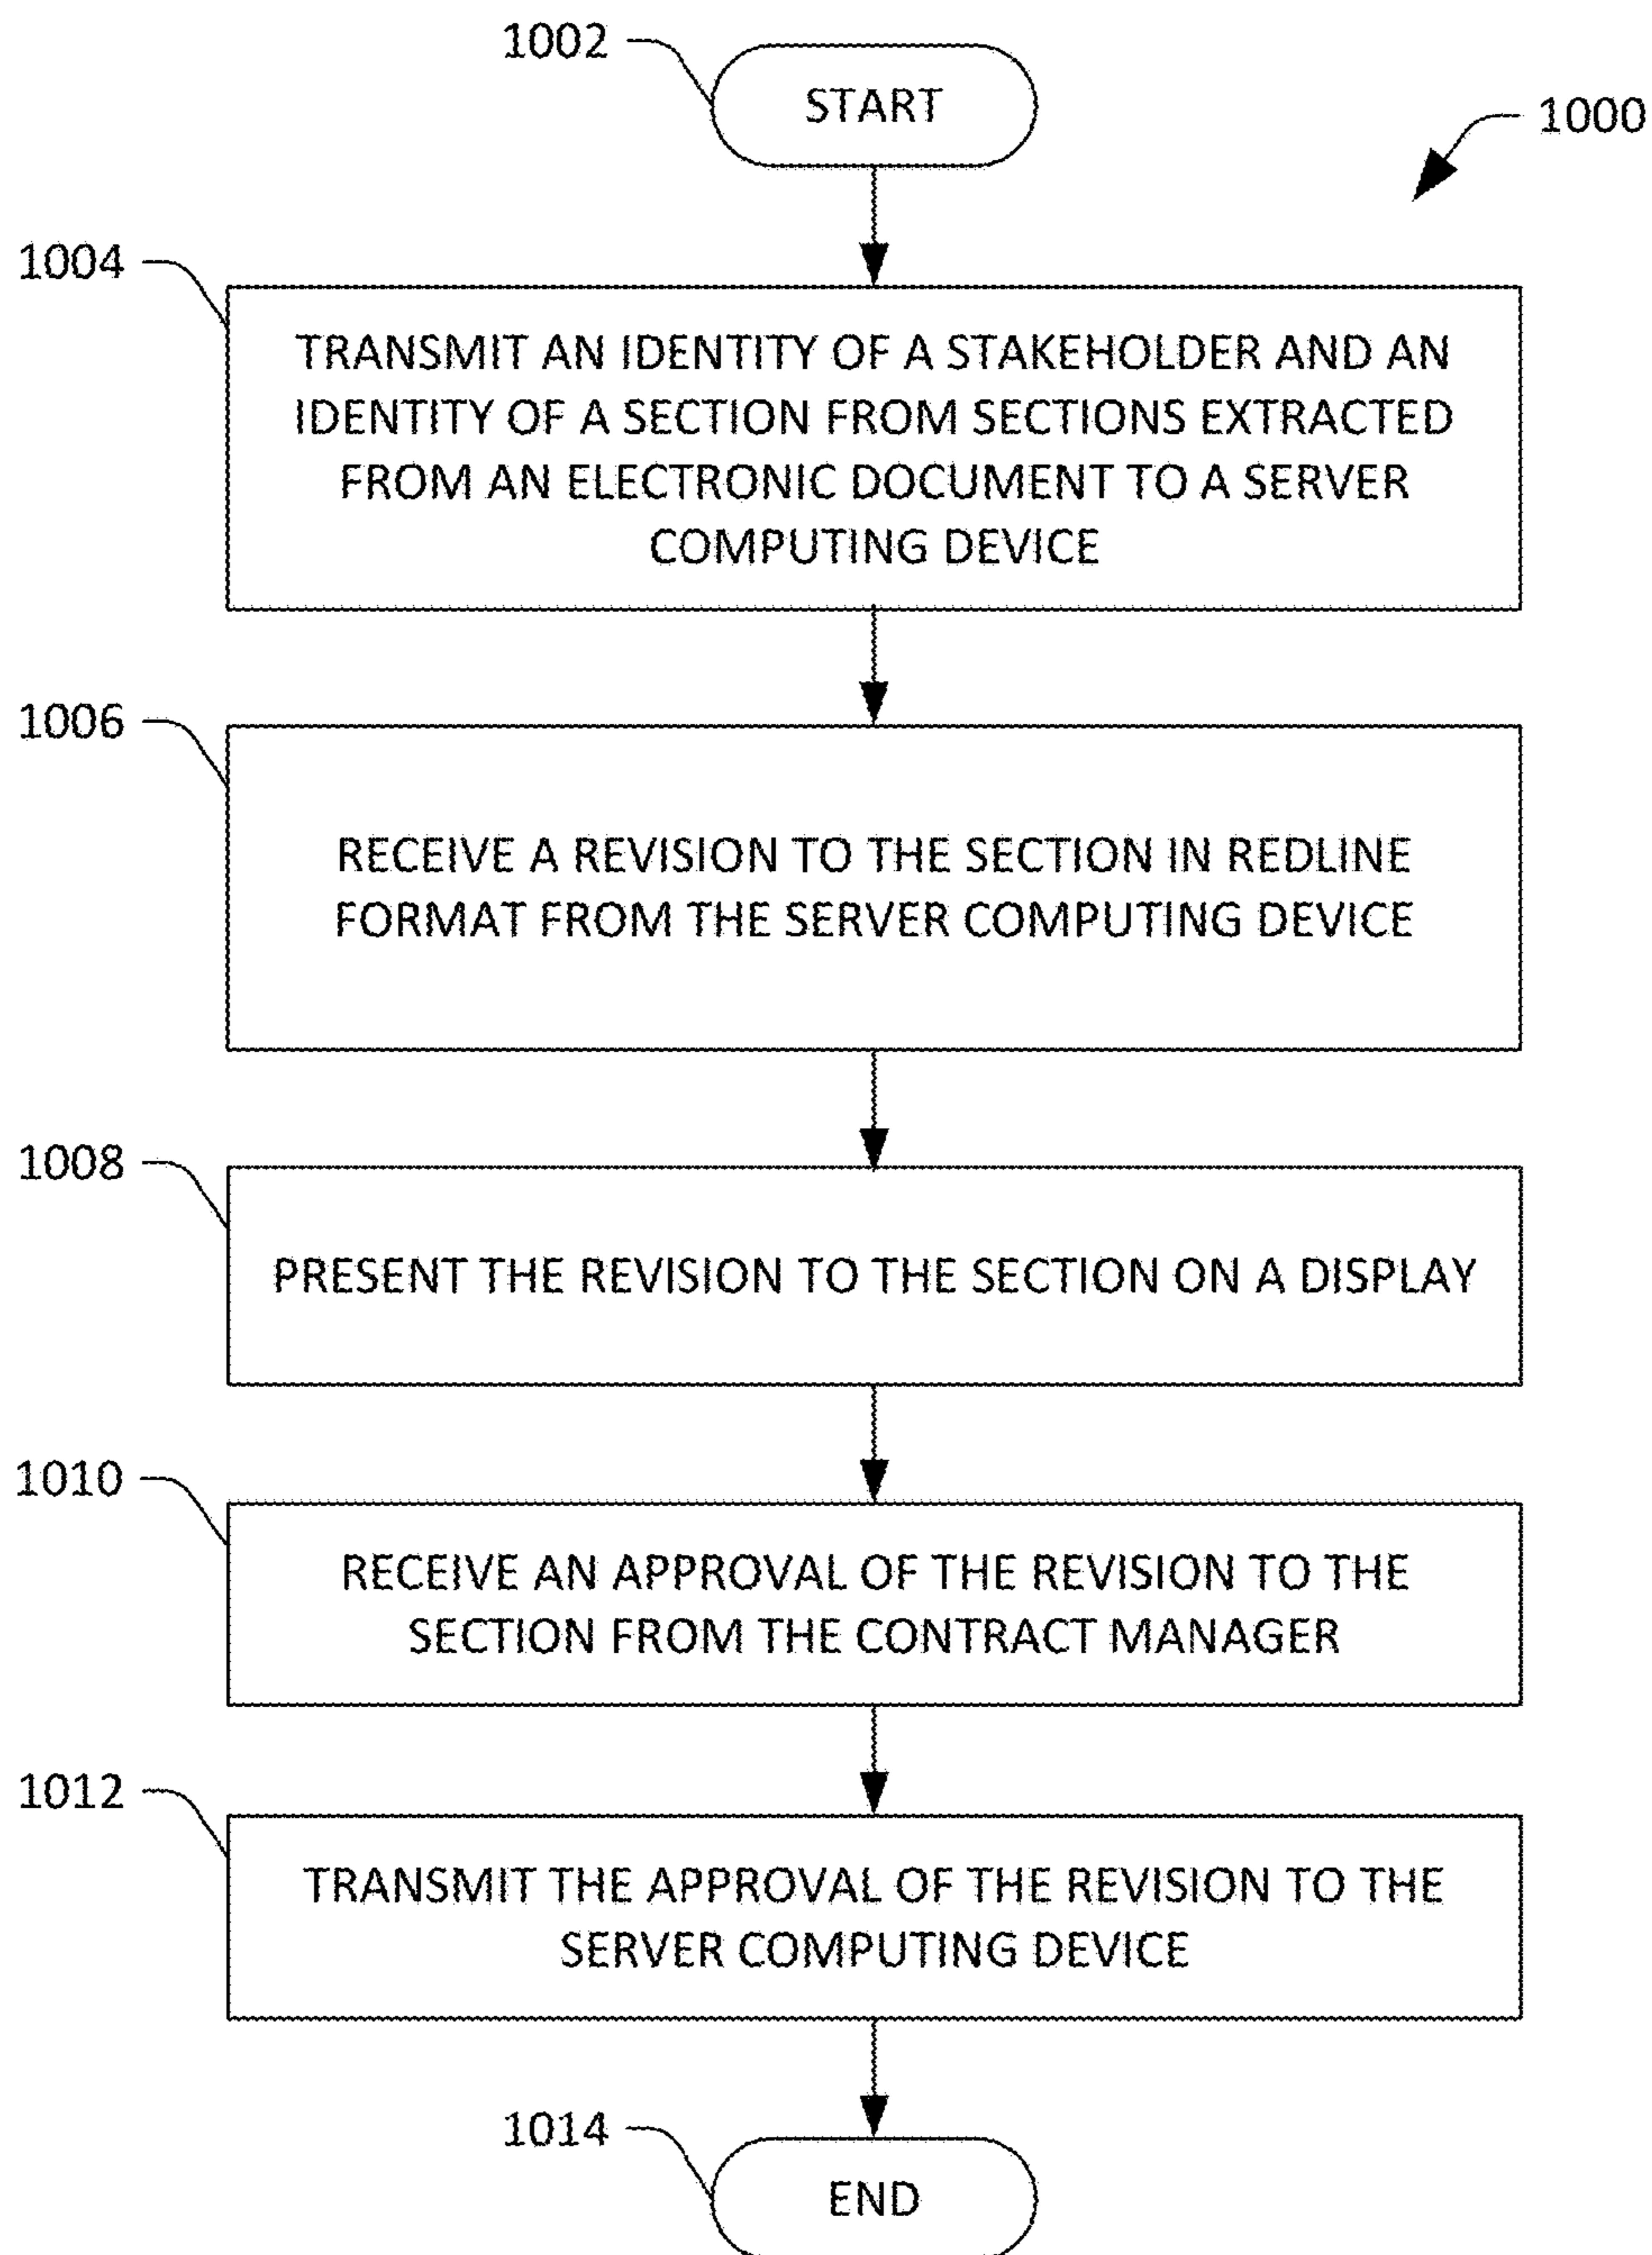 1002
START
1000
1004
TRANSMIT AN IDENTITY OF A STAKEHOLDER AND AN
IDENTITY OF A SECTION FROM SECTIONS EXTRACTED
FROM AN ELECTRONIC DOCUMENT TO A SERVER
COMPUTING DEVICE
1006
RECEIVE A REVISION TO THE SECTION IN REDLINE
FORMAT FROM THE SERVER COMPUTING DEVICE
1008
PRESENT THE REVISION TO THE SECTION ON A DISPLAY
1010
RECEIVE AN APPROVAL OF THE REVISION TO THE
SECTION FROM THE CONTRACT MANAGER
1012
TRANSMIT THE APPROVAL OF THE REVISION TO THE
SERVER COMPUTING DEVICE
1014
END